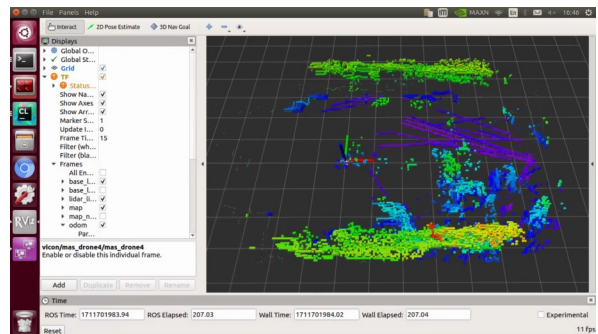 File Panels Help
MAXN
En
16:46
Interact
2D Pose Estimate
3D Nav Goal
Displays
Global O...
Global St...
Grid
TF
Status...
Show Na...
Show Axes
Show Arr...
Marker S... 1
Update I... 0
Frame Ti... 15
Filter (wh...
Filter (bla...
Frames
All En...
base_l...
base_l...
lidar_li...
map
map_n...
odom
Par...
vicon/mas_drone4/mas_drone4
Enable or disable this individual frame.
Add Duplicate Remove Rename
Time
ROS Time: 1711701983.94 ROS Elapsed: 207.03 Wall Time: 1711701984.02 Wall Elapsed: 207.04 Experimental
Reset
11 fps
CL
RViz